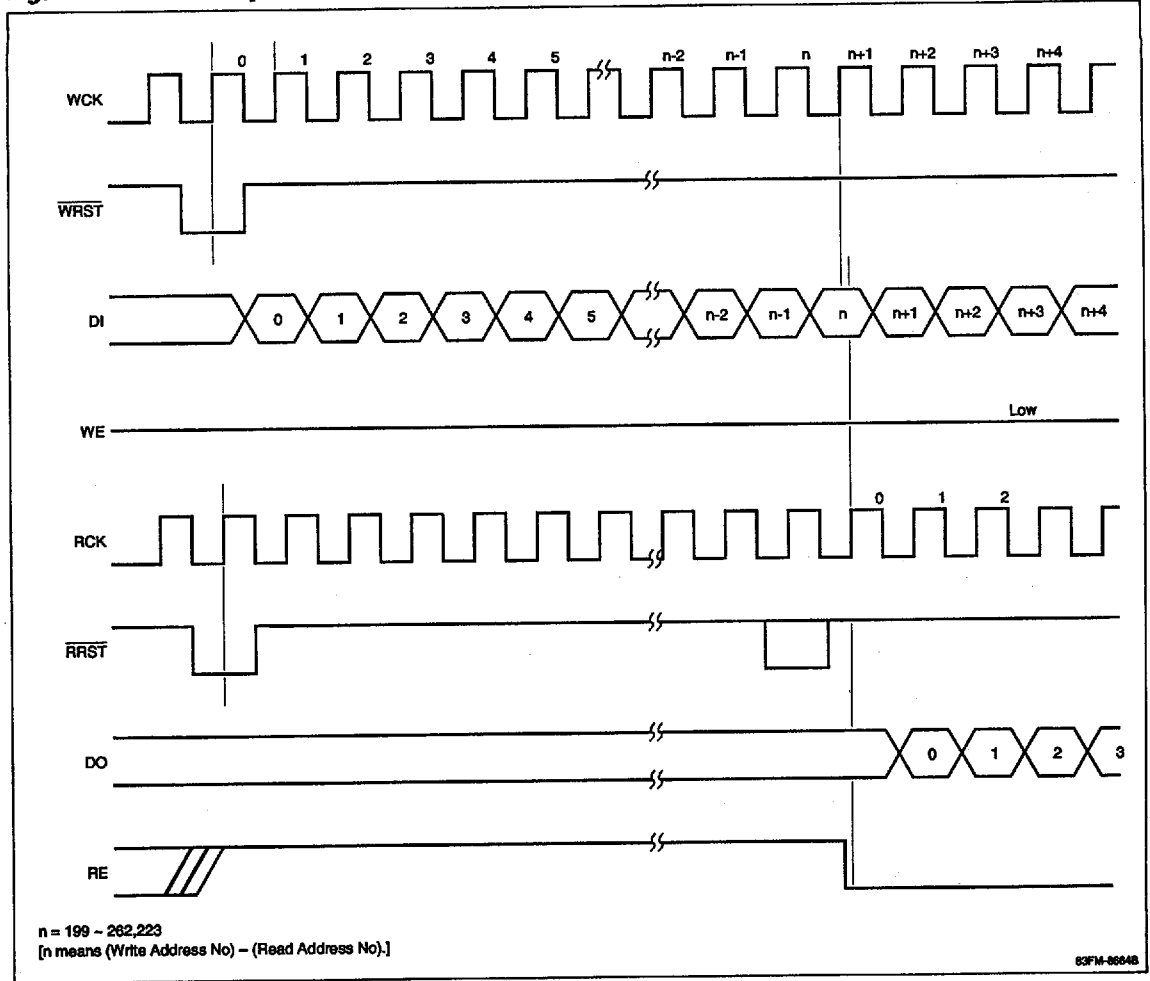 0 1 2 3 4 5 n-2 n-1 n n+1 n+2 n+3 n+4
WCK
WRST
DI 0 1 2 3 4 5 n-2 n-1 n n+1 n+2 n+3 n+4
Low
WE
0 1 2
RCK
RRST
DO 0 1 2 3
RE
n = 199 ~ 262,223
[n means (Write Address No) – (Read Address No).]
83FM-8664B